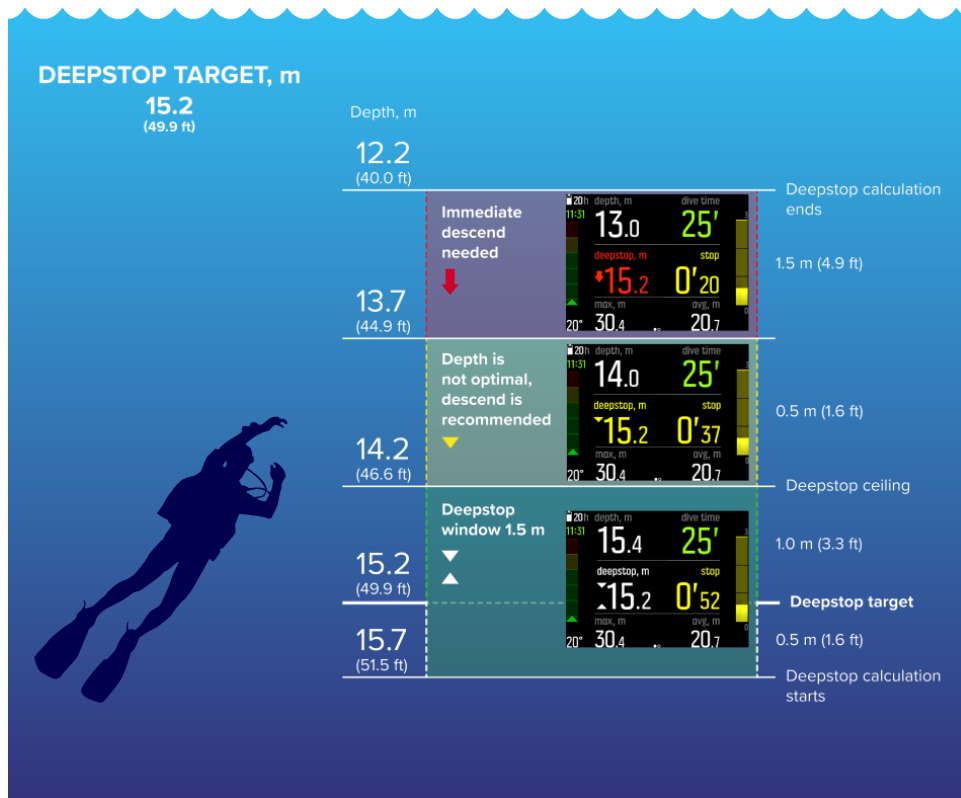 DEEPSTOP TARGET, m
15.2
(49.9 ft)
Depth, m
12.2
(40.0 ft)
Deepstop calculation
ends
Immediate
descend
needed
20h depth, m dive time
11:31 13.0 25'
deepstop, m stop
15.2 0'20
max, m avg, m
20° 30.4 20.7
3
0
1.5 m (4.9 ft)
13.7
(44.9 ft)
Depth is
not optimal,
descend is
recommended
20h depth, m dive time
11:31 14.0 25'
deepstop, m stop
15.2 0'37
max, m avg, m
20° 30.4 20.7
3
0
0.5 m (1.6 ft)
14.2
(46.6 ft)
Deepstop ceiling
Deepstop
window 1.5 m
20h depth, m dive time
11:31 15.4 25'
deepstop, m stop
15.2 0'52
max, m avg, m
20° 30.4 20.7
3
0
1.0 m (3.3 ft)
15.2
(49.9 ft)
Deepstop target
15.7
(51.5 ft)
0.5 m (1.6 ft)
Deepstop calculation
starts